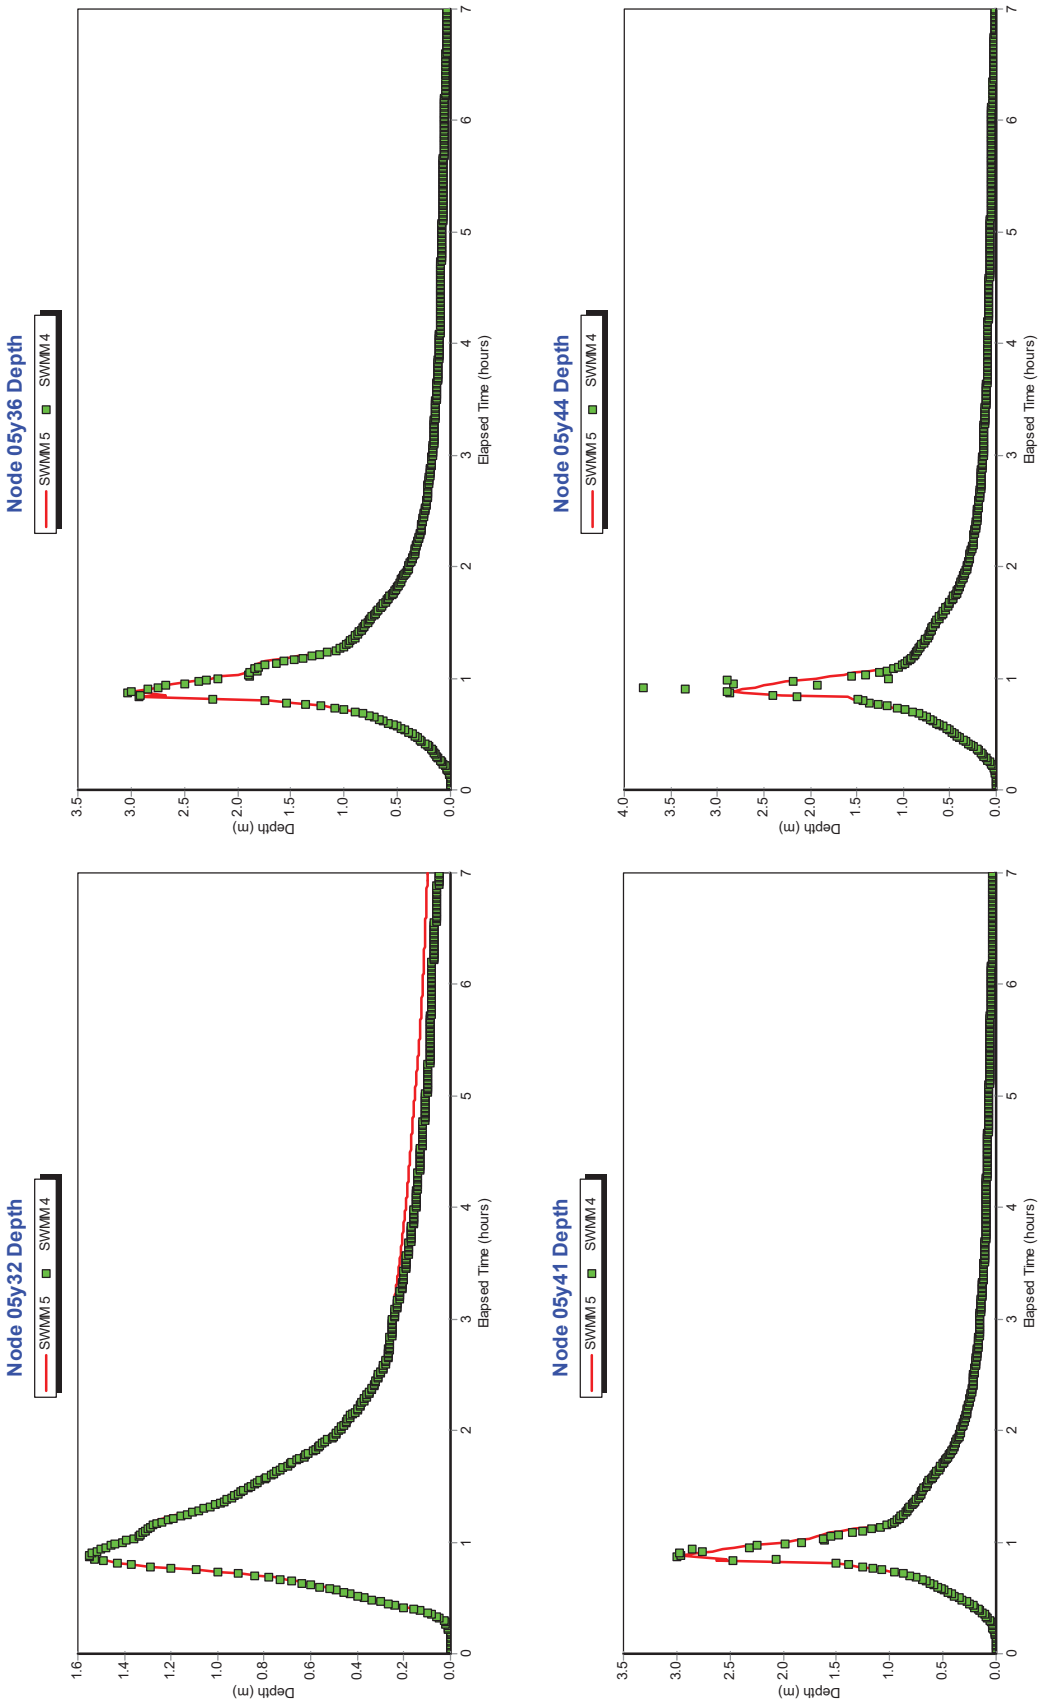 Node 05y32 Depth
SWMM 5 SWMM 4
1.6
1.4
1.2
1.0
0.8
0.6
0.4
0.2
0.0
Depth (m)
0 1 2 3 4 5 6 7
Elapsed Time (hours)
Node 05y36 Depth
SWMM 5 SWMM 4
3.5
3.0
2.5
2.0
1.5
1.0
0.5
0.0
Depth (m)
0 1 2 3 4 5 6 7
Elapsed Time (hours)
Node 05y41 Depth
SWMM 5 SWMM 4
3.5
3.0
2.5
2.0
1.5
1.0
0.5
0.0
Depth (m)
0 1 2 3 4 5 6 7
Elapsed Time (hours)
Node 05y44 Depth
SWMM 5 SWMM 4
4.0
3.5
3.0
2.5
2.0
1.5
1.0
0.5
0.0
Depth (m)
0 1 2 3 4 5 6 7
Elapsed Time (hours)